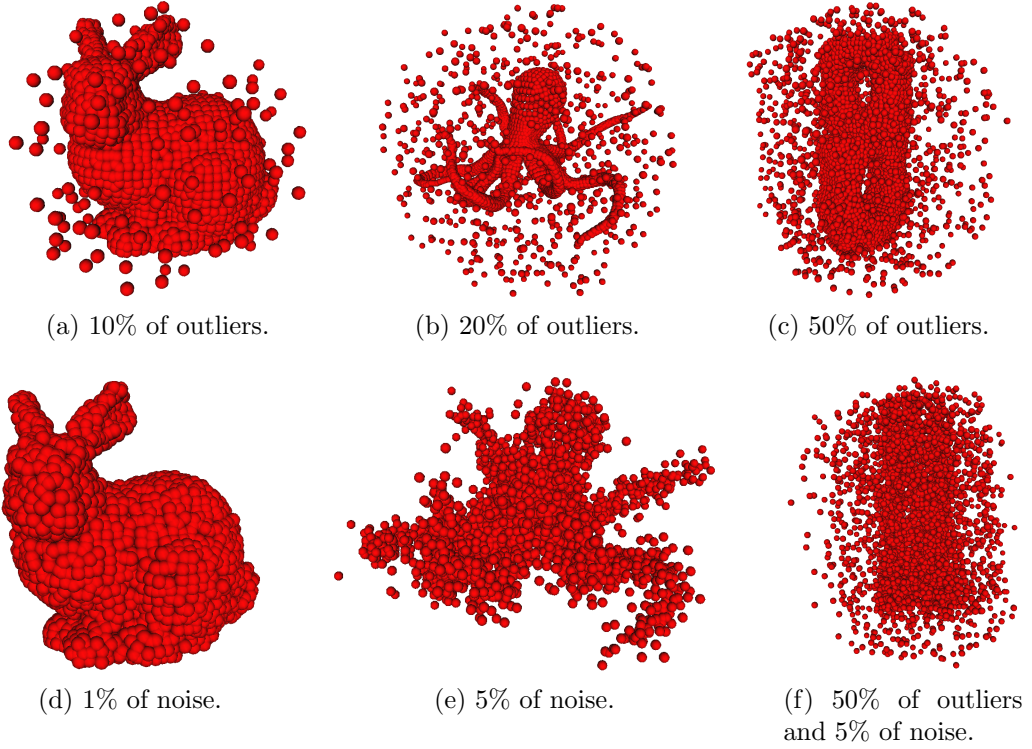 (a) 10% of outliers.
(b) 20% of outliers.
(c) 50% of outliers.
(d) 1% of noise.
(e) 5% of noise.
(f) 50% of outliers
and 5% of noise.